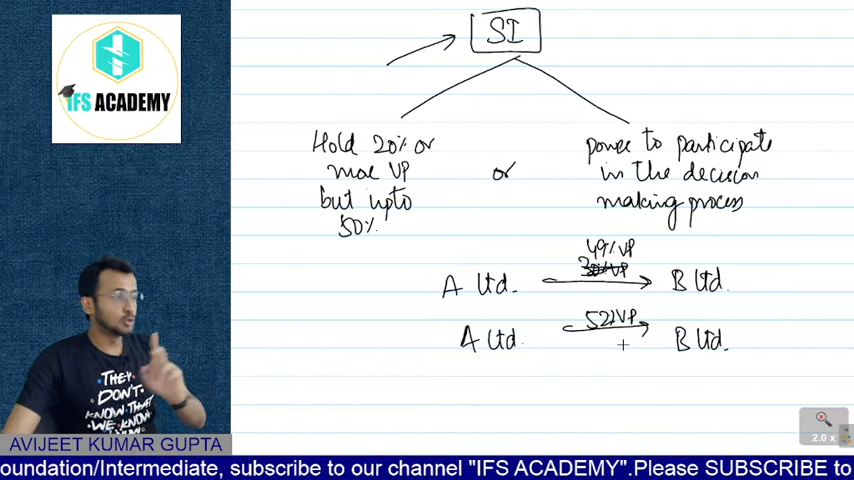 SI
IFS ACADEMY
Hold 20% or
more VP
but upto
50%
or
power to participate
in the decision
making process
49% VP
A Ltd. B Ltd.
52% VP
A Ltd. B Ltd.
+
THEY
DON'T
KNOW THAT
WE KNOW
AVIJEET KUMAR GUPTA
2.0 x
oundation/Intermediate, subscribe to our channel "IFS ACADEMY".Please SUBSCRIBE to